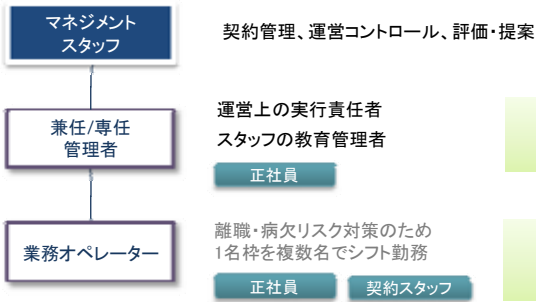 マネジメント
スタッフ
契約管理、運営コントロール、評価・提案
兼任/専任
管理者
運営上の実行責任者
スタッフの教育管理者
正社員
業務オペレーター
離職・病欠リスク対策のため
1名枠を複数名でシフト勤務
正社員
契約スタッフ